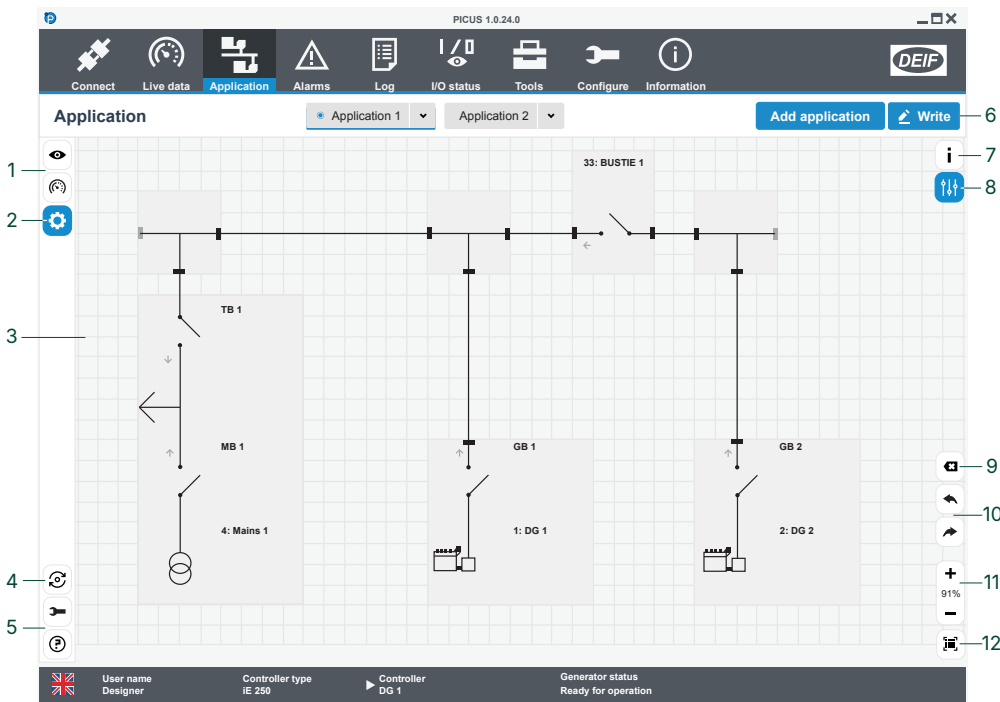 PICUS 1.0.24.0
Connect
Live data
Application
Alarms
Log
I/O status
Tools
Configure
Information
DEIF
Application
Application 1
Application 2
Add application
Write
6
1
2
3
4
5
7
8
9
10
11
12
33: BUSTIE 1
TB 1
MB 1
4: Mains 1
GB 1
1: DG 1
GB 2
2: DG 2
91%
User name
Designer
Controller type
iE 250
Controller
DG 1
Generator status
Ready for operation